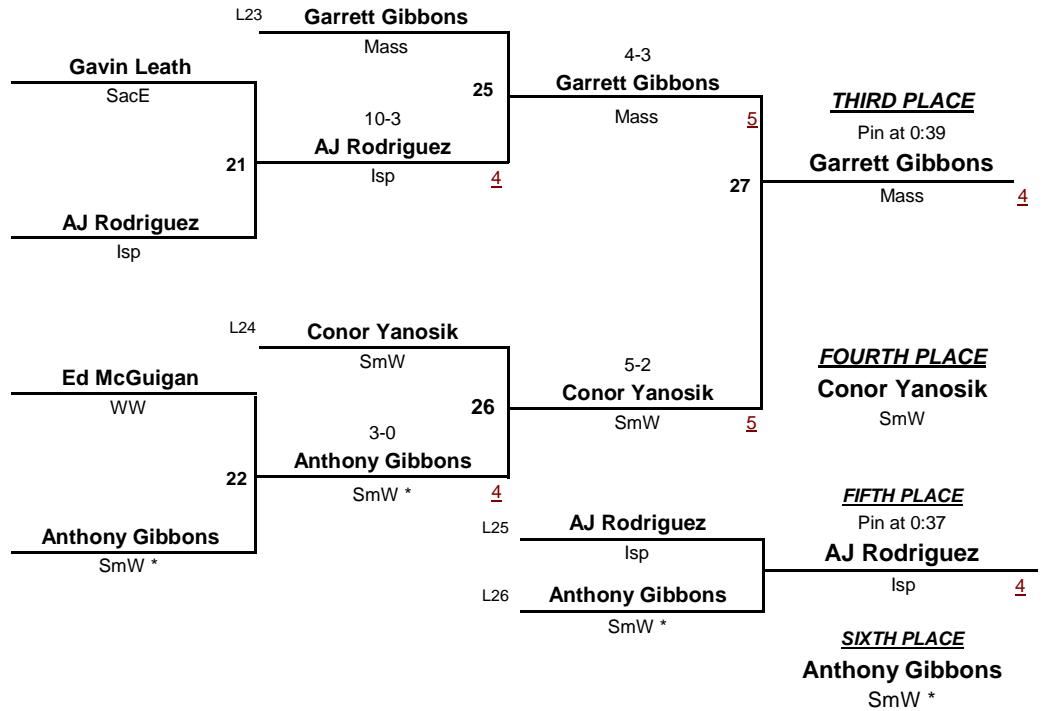 L23
Garrett Gibbons
Mass
Gavin Leath
SacE
21
AJ Rodriguez
Isp
10-3
AJ Rodriguez
Isp
4
25
4-3
Garrett Gibbons
Mass
5
27
THIRD PLACE
Pin at 0:39
Garrett Gibbons
Mass
4
L24
Conor Yanosik
SmW
Ed McGuigan
WW
22
Anthony Gibbons
SmW *
3-0
Anthony Gibbons
SmW *
4
26
5-2
Conor Yanosik
SmW
5
FOURTH PLACE
Conor Yanosik
SmW
L25
AJ Rodriguez
Isp
L26
Anthony Gibbons
SmW *
FIFTH PLACE
Pin at 0:37
AJ Rodriguez
Isp
4
SIXTH PLACE
Anthony Gibbons
SmW *